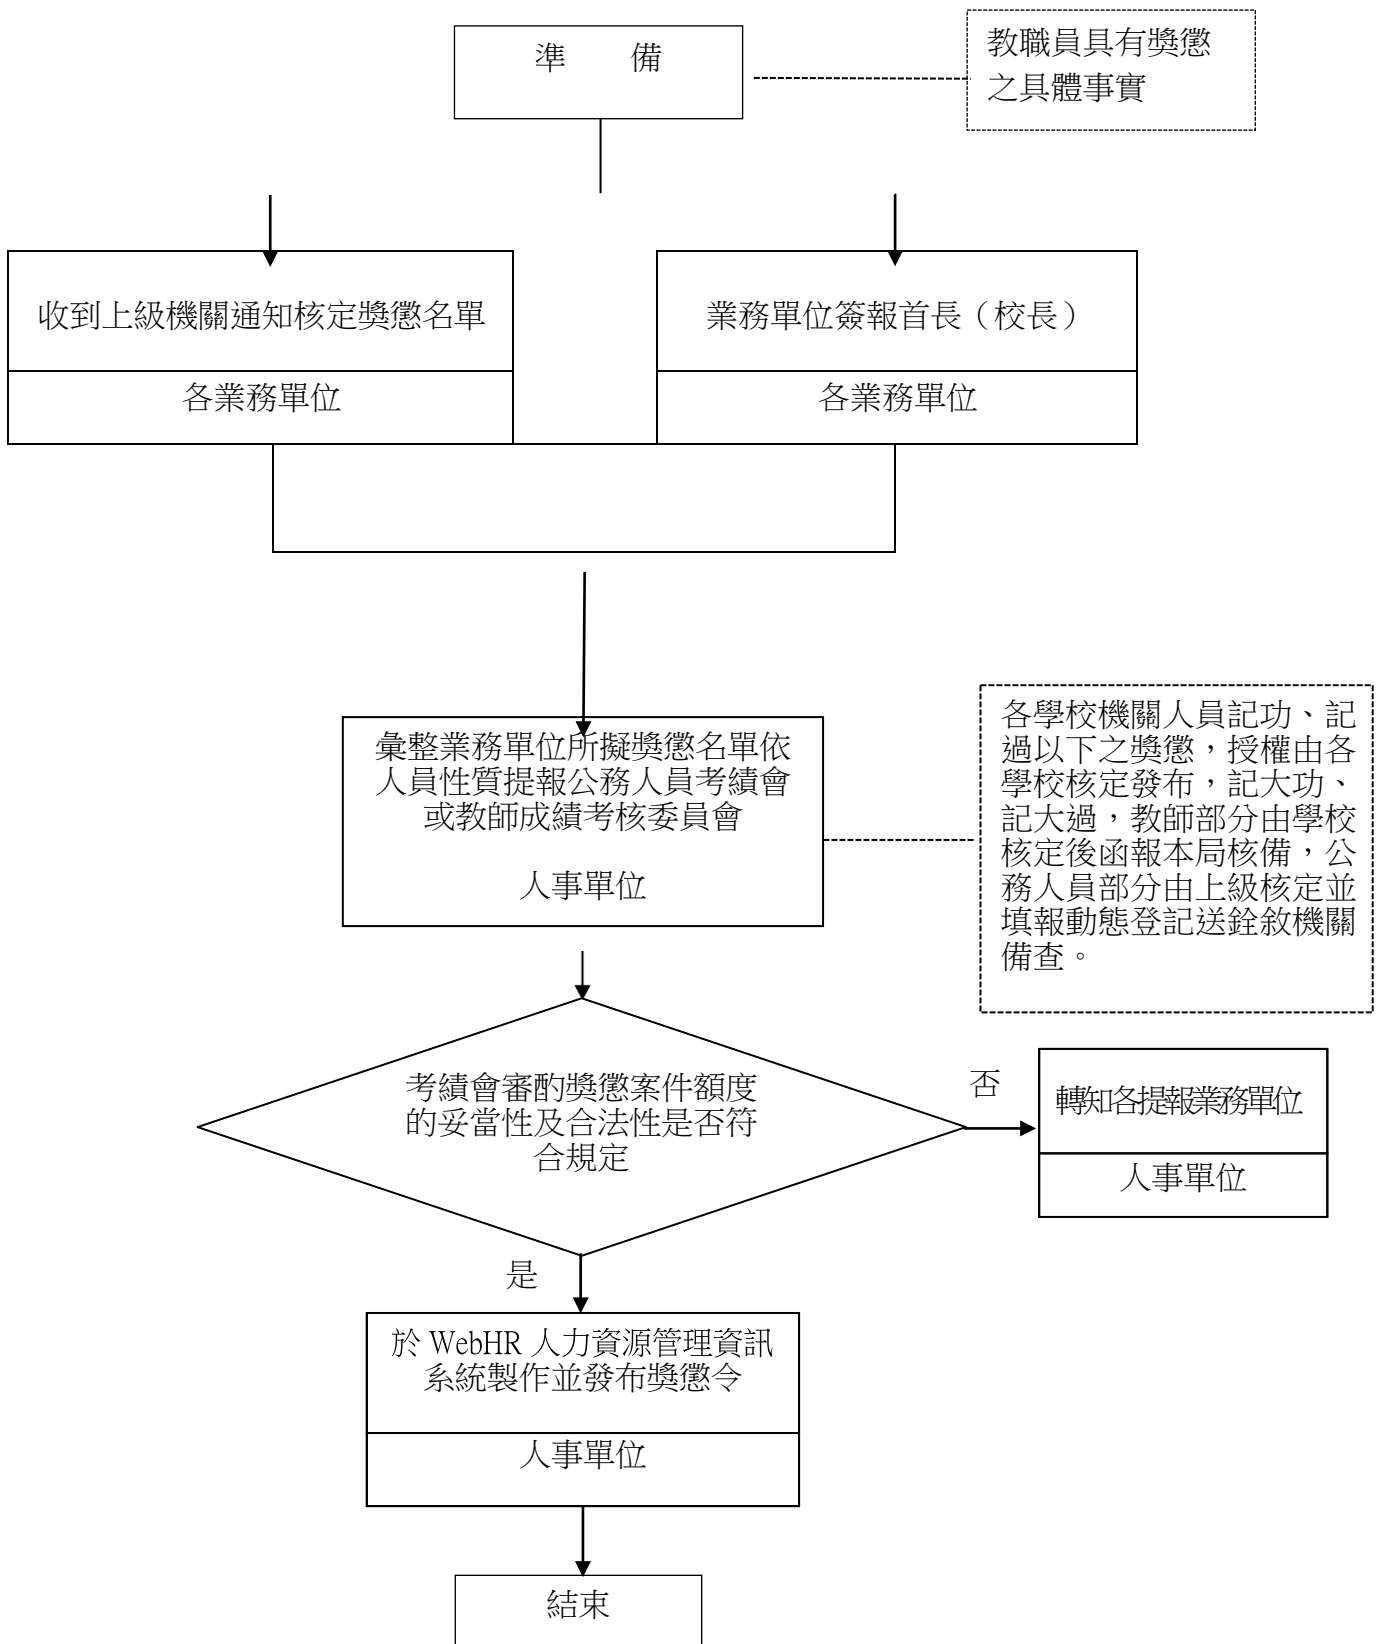 準　　備
教職員具有獎懲
之具體事實
收到上級機關通知核定獎懲名單
各業務單位
業務單位簽報首長（校長）
各業務單位
彙整業務單位所擬獎懲名單依
人員性質提報公務人員考績會
或教師成績考核委員會
人事單位
各學校機關人員記功、記
過以下之獎懲，授權由各
學校核定發布，記大功、
記大過，教師部分由學校
核定後函報本局核備，公
務人員部分由上級核定並
填報動態登記送銓敘機關
備查。
考績會審酌獎懲案件額度
的妥當性及合法性是否符
合規定
否
轉知各提報業務單位
人事單位
是
於 WebHR 人力資源管理資訊
系統製作並發布獎懲令
人事單位
結束